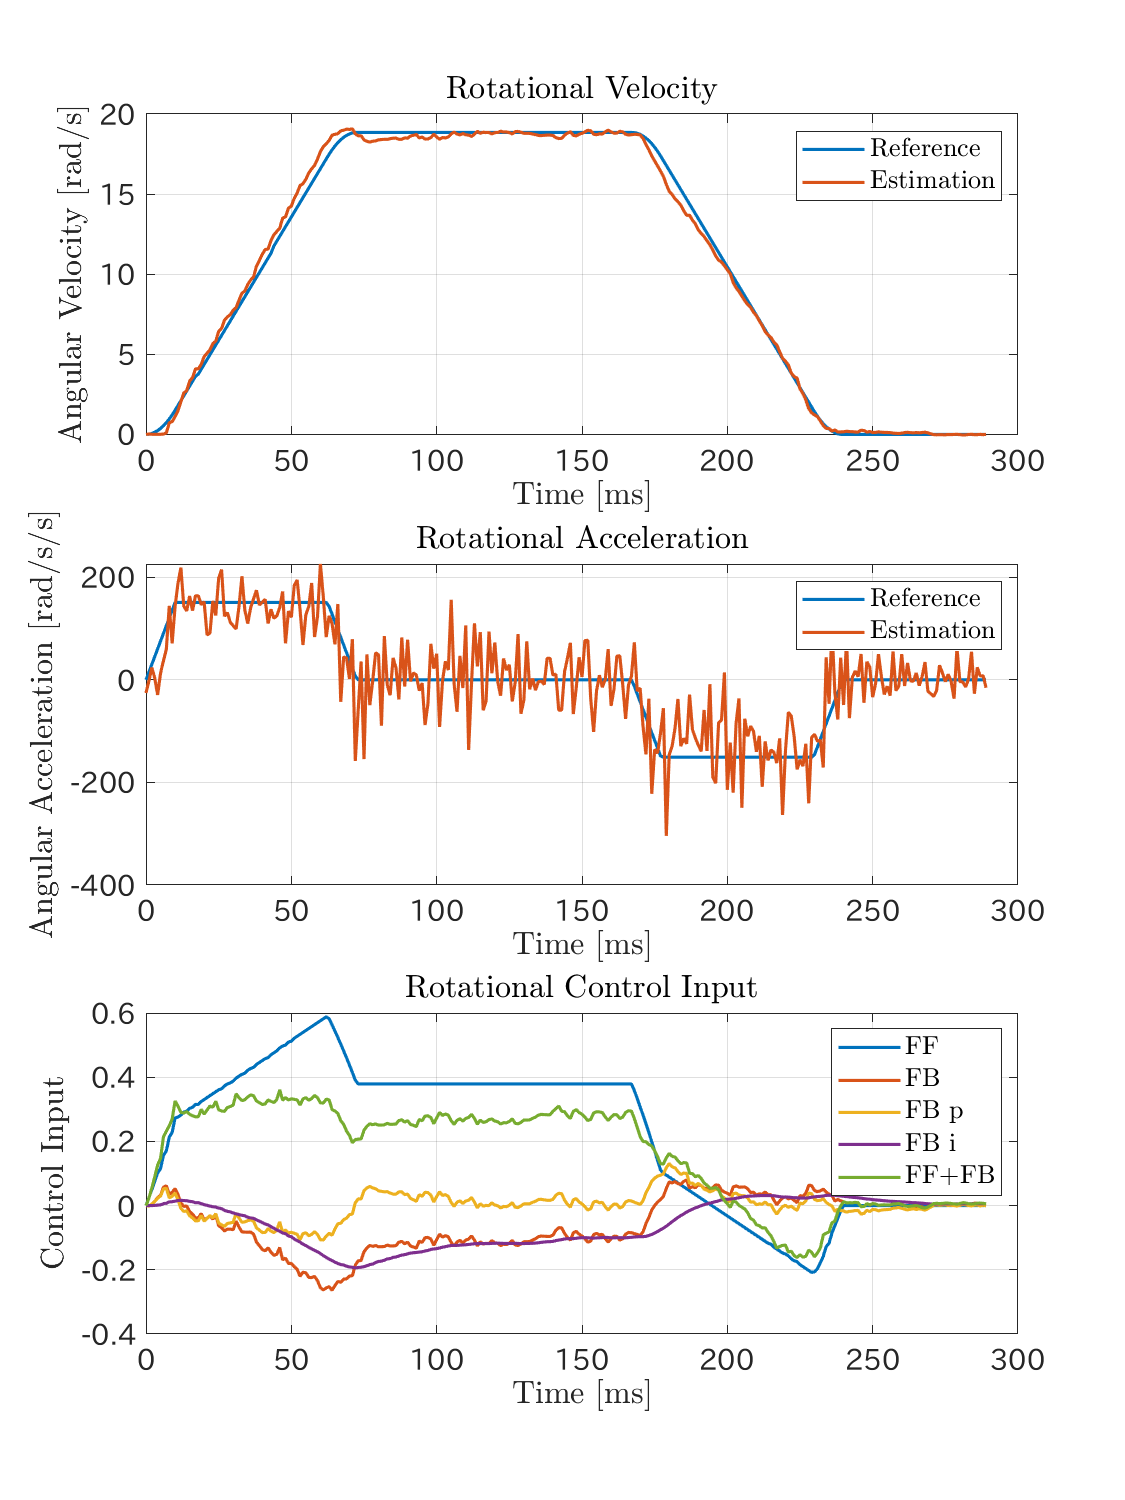 Rotational Velocity
Angular Velocity [rad/s]
20
15
10
5
0
0 50 100 150 200 250 300
Time [ms]
Reference
Estimation
Rotational Acceleration
Angular Acceleration [rad/s/s]
200
0
-200
-400
0 50 100 150 200 250 300
Time [ms]
Reference
Estimation
Rotational Control Input
Control Input
0.6
0.4
0.2
0
-0.2
-0.4
0 50 100 150 200 250 300
Time [ms]
FF
FB
FB p
FB i
FF+FB